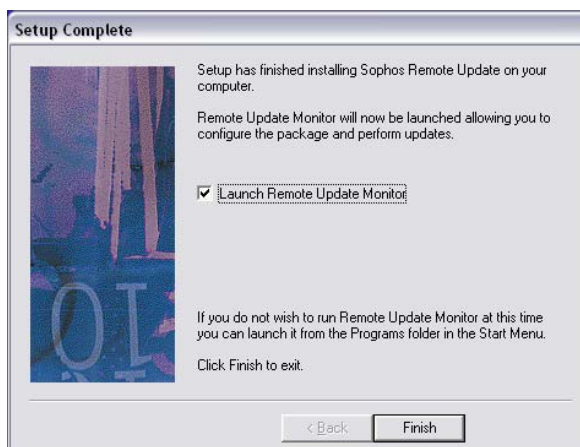 Setup Complete
Setup has finished installing Sophos Remote Update on your
computer.
Remote Update Monitor will now be launched allowing you to
configure the package and perform updates.
Launch Remote Update Monitor
If you do not wish to run Remote Update Monitor at this time
you can launch it from the Programs folder in the Start Menu.
Click Finish to exit.
< Back
Finish